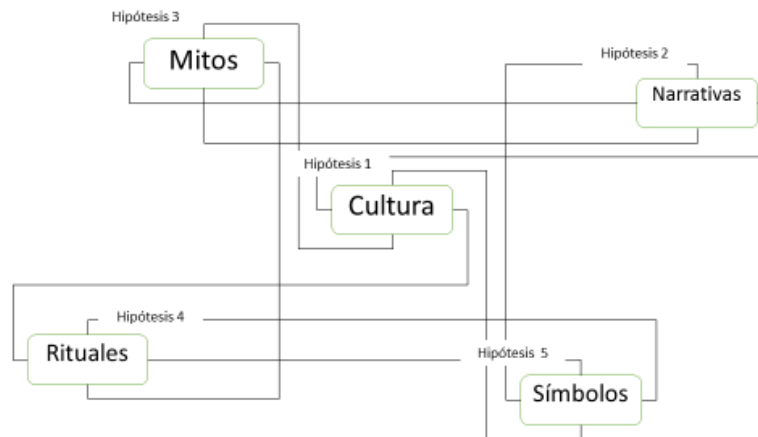 Hipótesis 3
Mitos
Hipótesis 2
Narrativas
Hipótesis 1
Cultura
Hipótesis 4
Rituales
Hipótesis 5
Símbolos